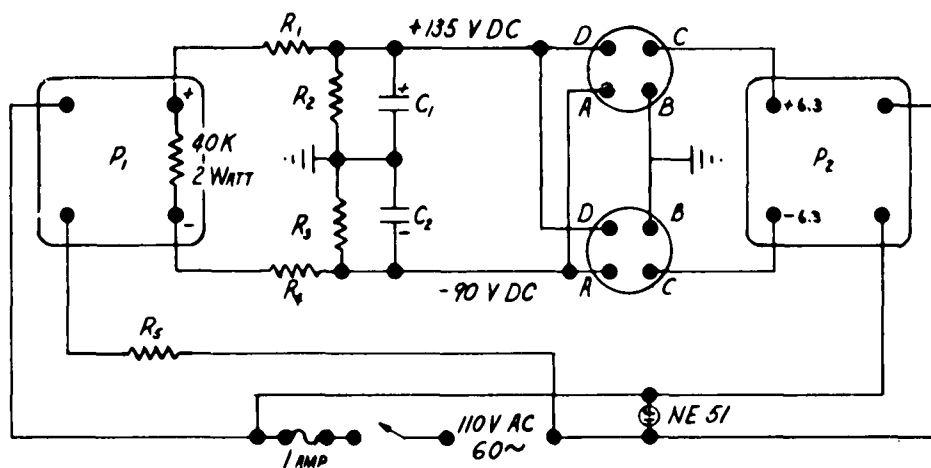 R₁
+135 V DC
D
C
P₁
+
40K
2 WATT
-
R₂
+
C₁
A
B
+6.3
P₂
R₃
C₂
-
D
B
-6.3
R₄
-90 V DC
A
C
R₅
1 AMP
110V AC
60~
NE 51